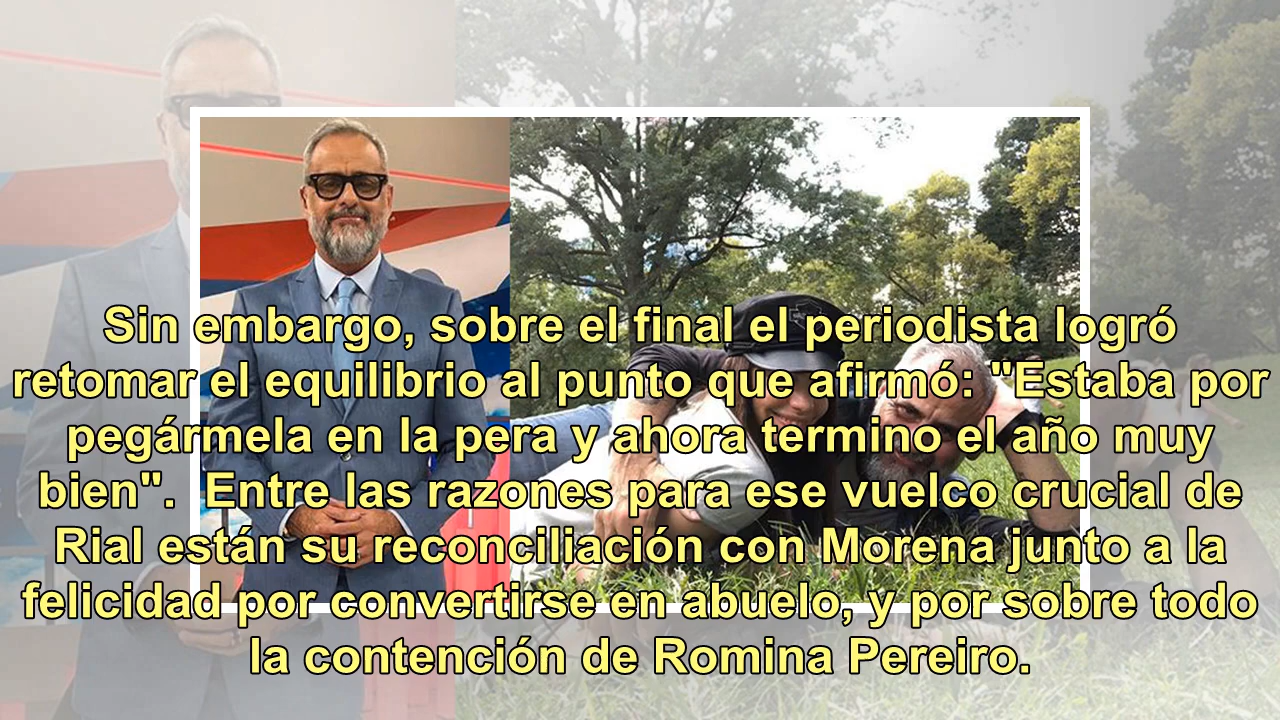 Sin embargo, sobre el final el periodista logró
retomar el equilibrio al punto que afirmó: "Estaba por
pegármela en la pera y ahora termino el año muy
bien".  Entre las razones para ese vuelco crucial de
Rial están su reconciliación con Morena junto a la
felicidad por convertirse en abuelo, y por sobre todo
la contención de Romina Pereiro.